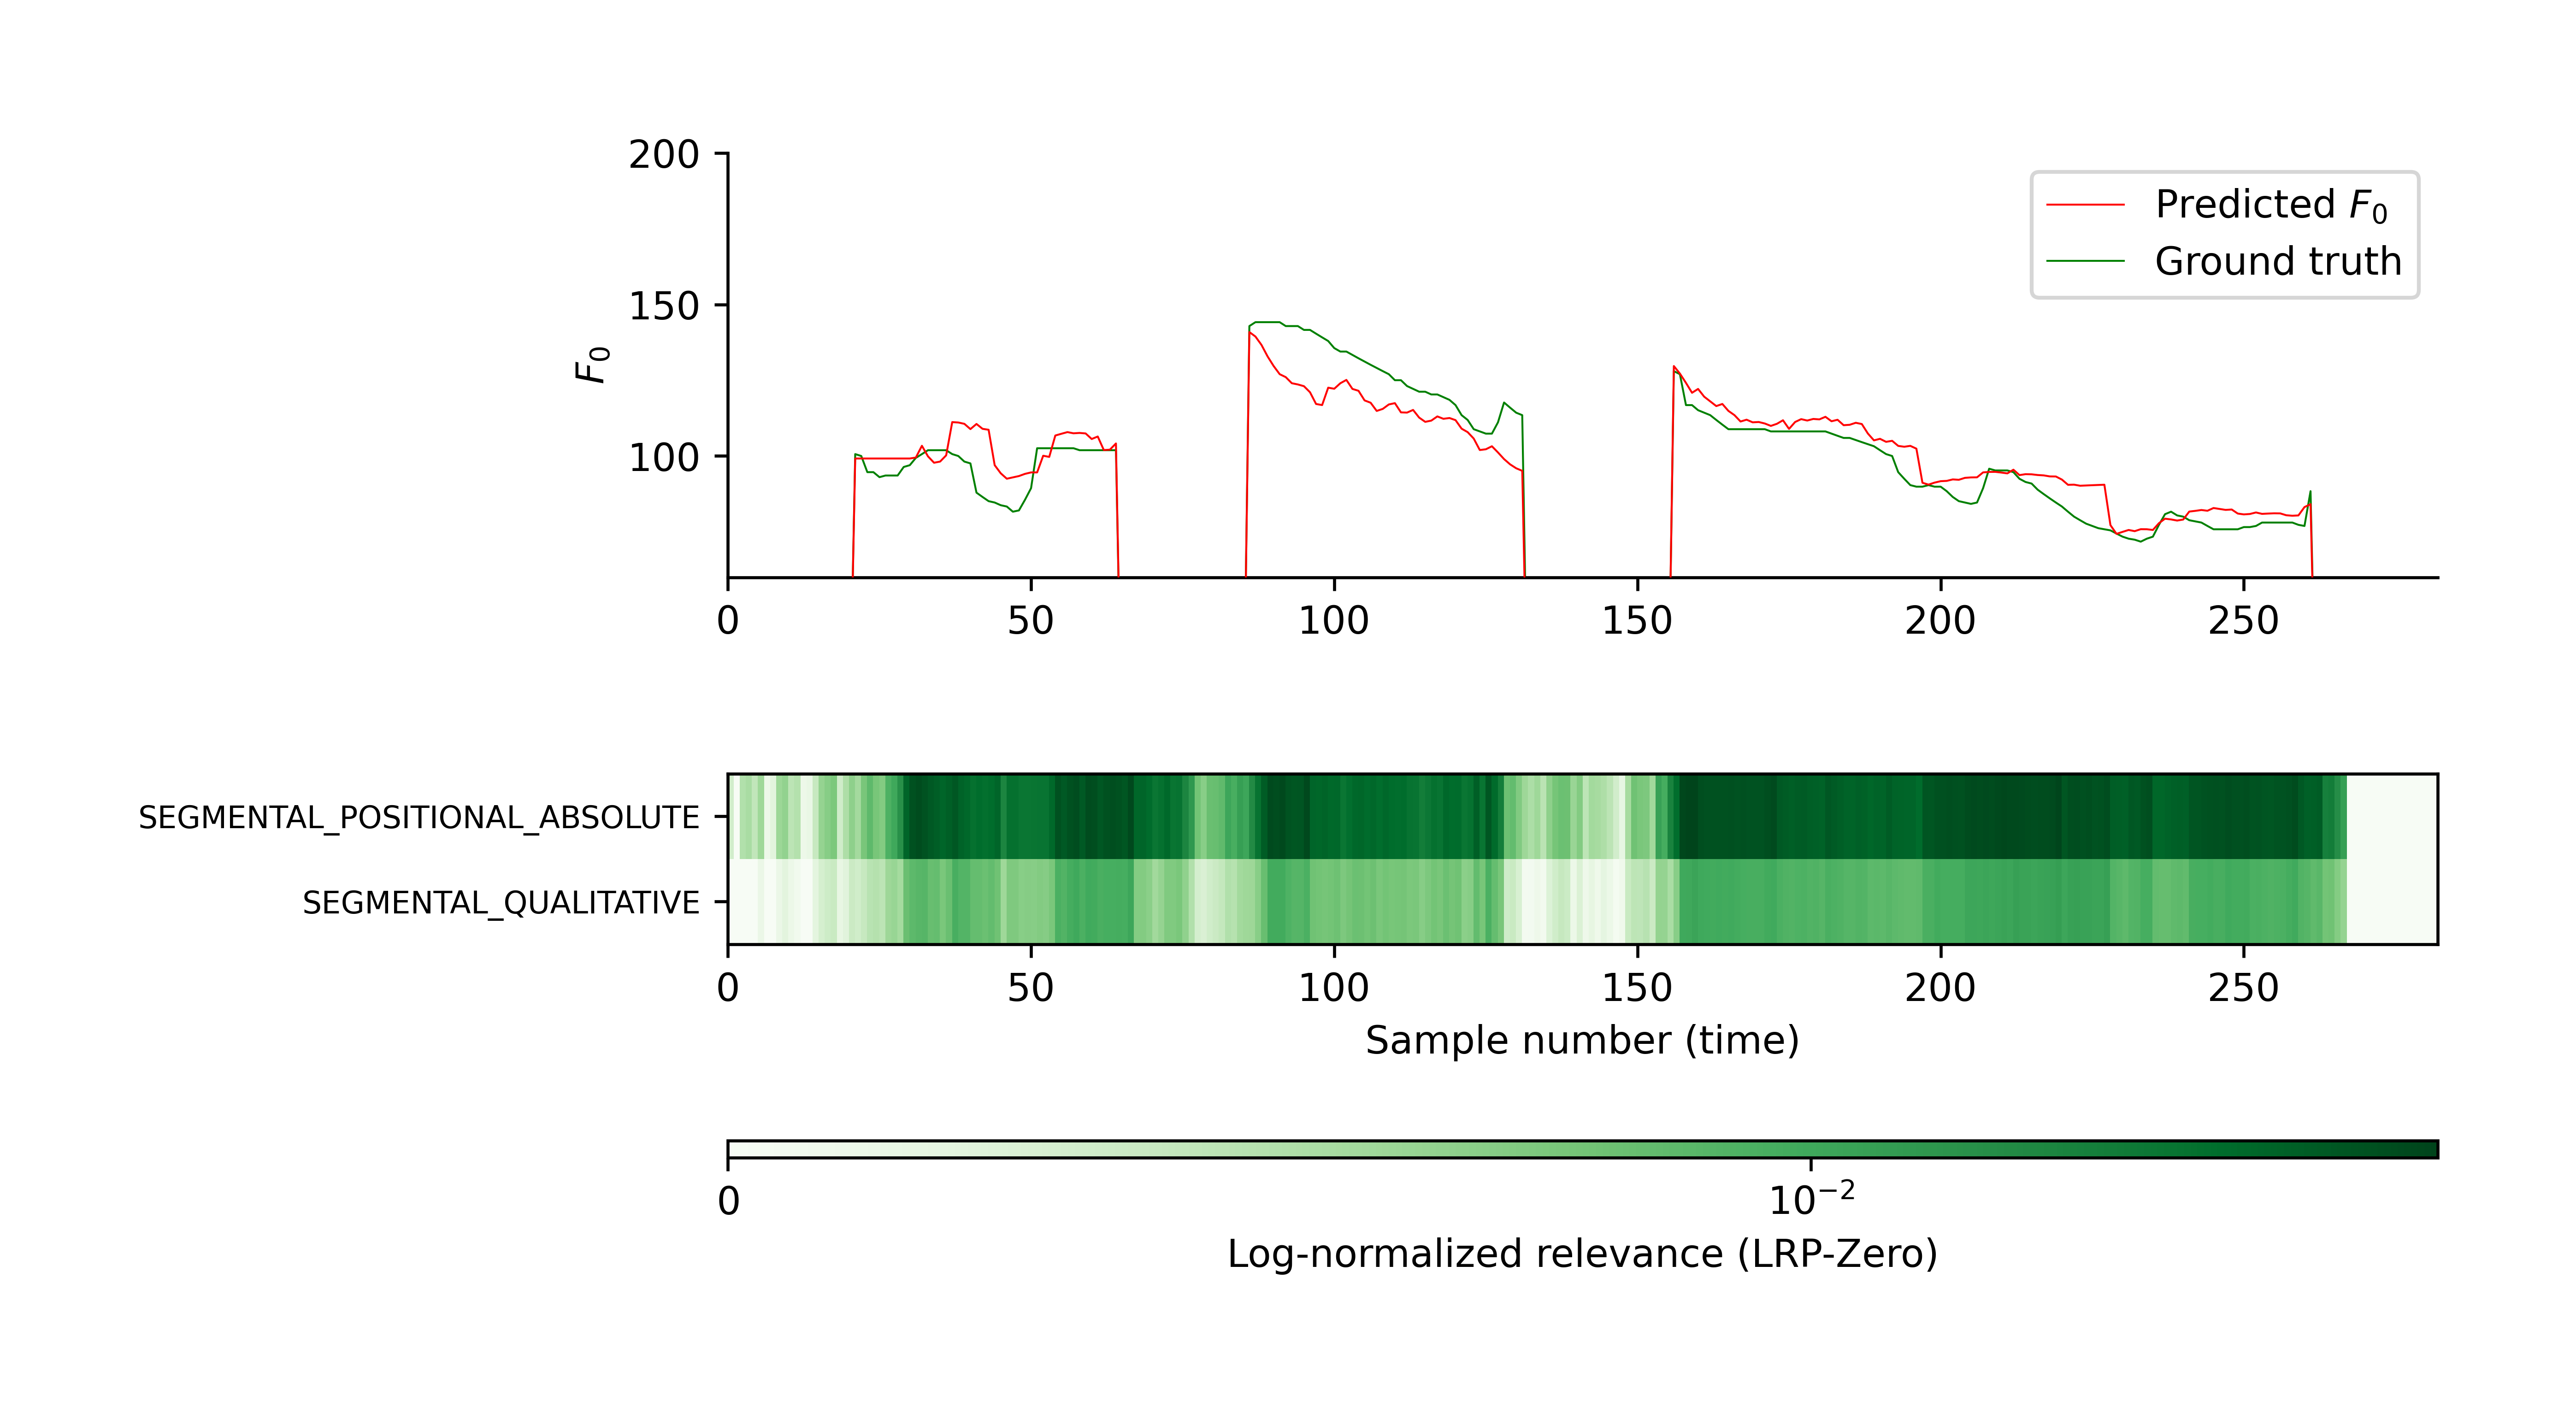 200
150
100
F0
Predicted F0
Ground truth
0 50 100 150 200 250
SEGMENTAL_POSITIONAL_ABSOLUTE
SEGMENTAL_QUALITATIVE
0 50 100 150 200 250
Sample number (time)
0 10−2
Log-normalized relevance (LRP-Zero)